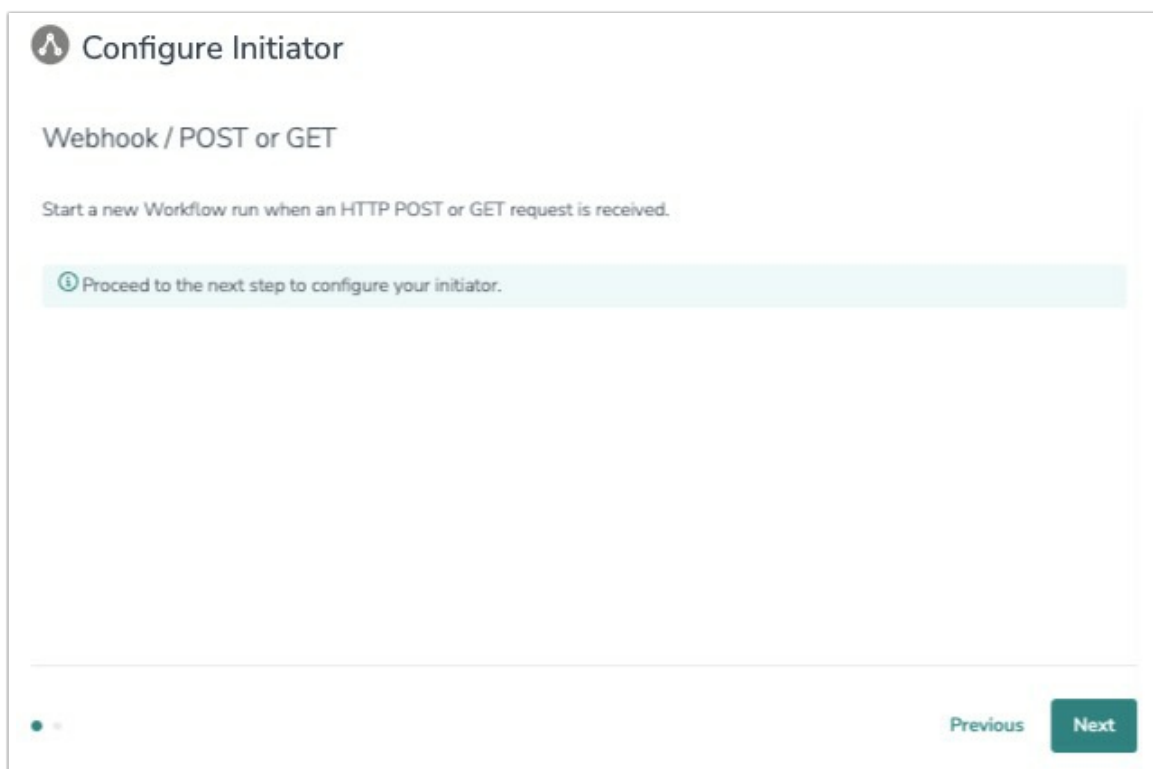 Configure Initiator
Webhook / POST or GET
Start a new Workflow run when an HTTP POST or GET request is received.
Proceed to the next step to configure your initiator.
Previous Next